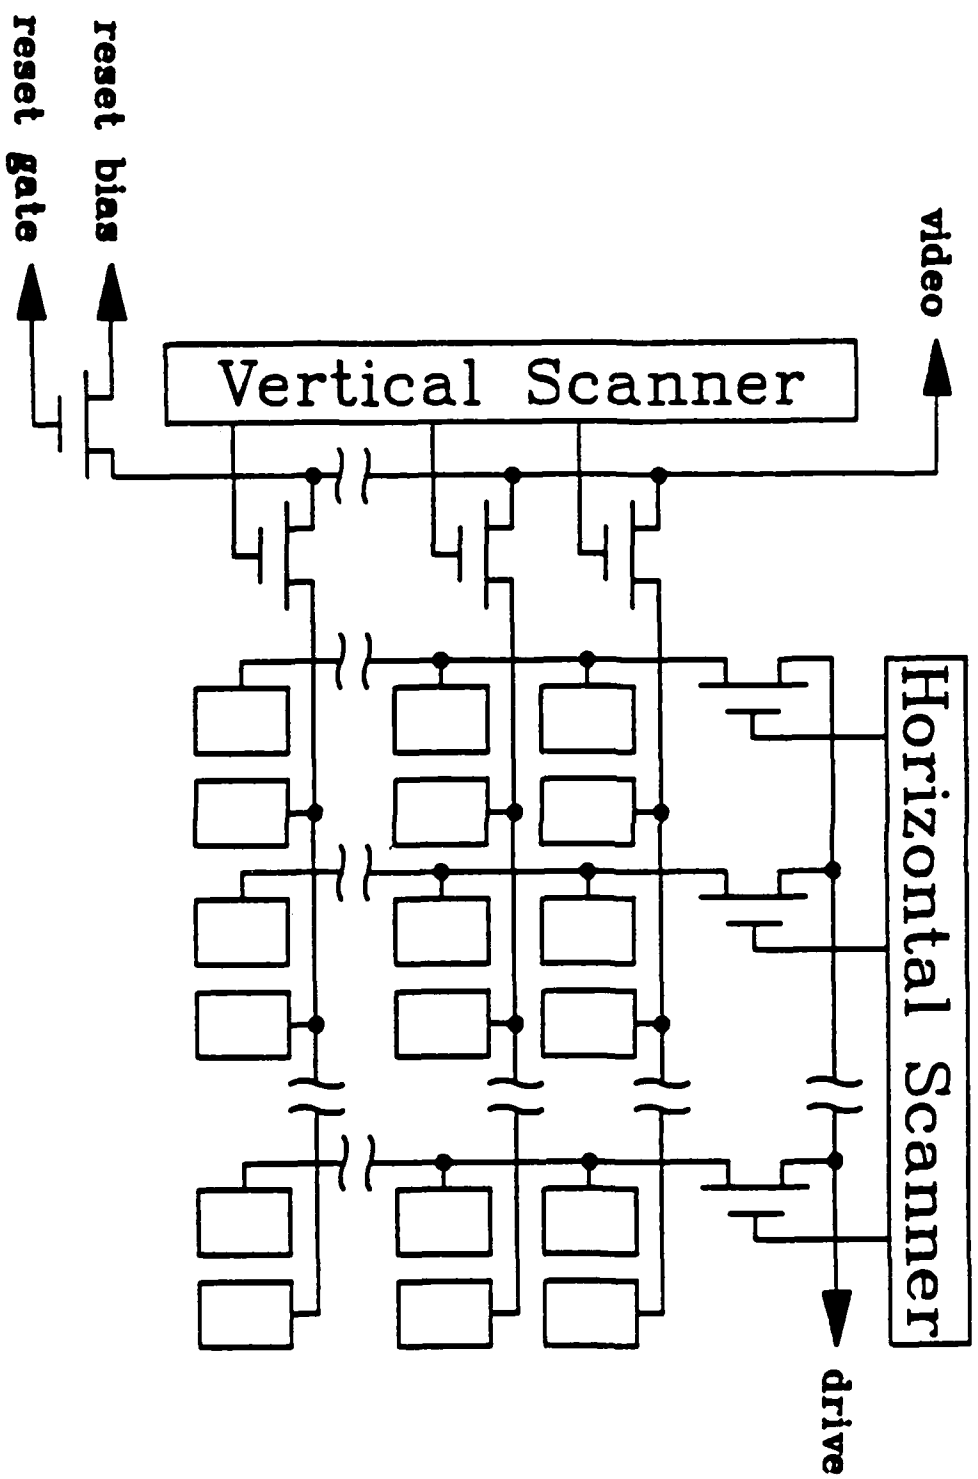 reset gate
reset bias
video
Vertical Scanner
Horizontal Scanner
drive